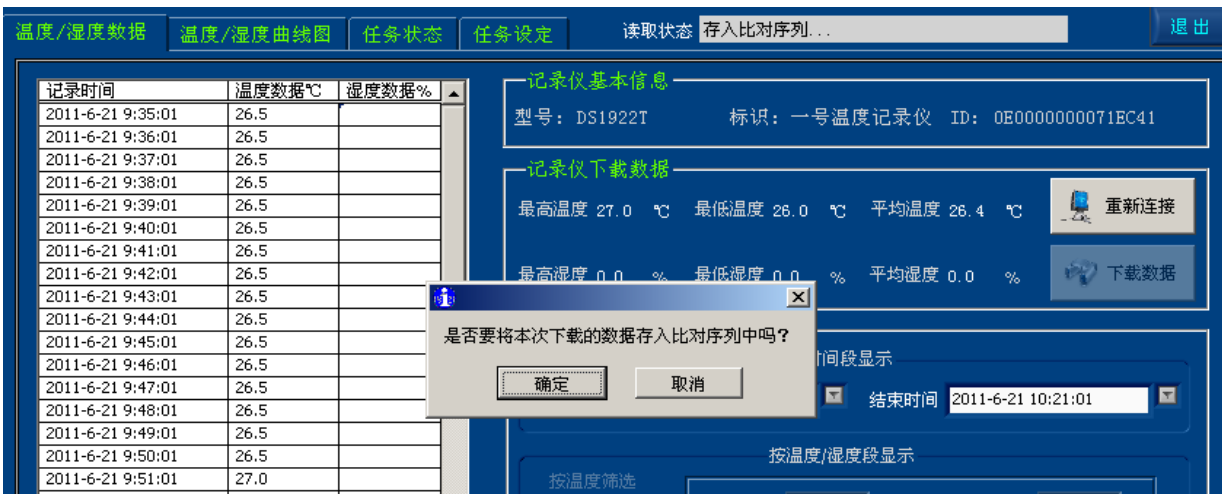 温度/湿度数据 温度/湿度曲线图 任务状态 任务设定 读取状态 存入比对序列... 退出
记录时间 温度数据℃ 湿度数据%
2011-6-21 9:35:01 26.5
2011-6-21 9:36:01 26.5
2011-6-21 9:37:01 26.5
2011-6-21 9:38:01 26.5
2011-6-21 9:39:01 26.5
2011-6-21 9:40:01 26.5
2011-6-21 9:41:01 26.5
2011-6-21 9:42:01 26.5
2011-6-21 9:43:01 26.5
2011-6-21 9:44:01 26.5
2011-6-21 9:45:01 26.5
2011-6-21 9:46:01 26.5
2011-6-21 9:47:01 26.5
2011-6-21 9:48:01 26.5
2011-6-21 9:49:01 26.5
2011-6-21 9:50:01 26.5
2011-6-21 9:51:01 27.0
记录仪基本信息
型号: DS1922T 标识: 一号温度记录仪 ID: 0E0000000071EC41
记录仪下载数据
最高温度 27.0 ℃ 最低温度 26.0 ℃ 平均温度 26.4 ℃ 重新连接
最高湿度 0.0 % 最低湿度 0.0 % 平均湿度 0.0 % 下载数据
是否要将本次下载的数据存入比对序列中吗?
确定 取消
间段显示
结束时间 2011-6-21 10:21:01
按温度/湿度段显示
按温度筛选